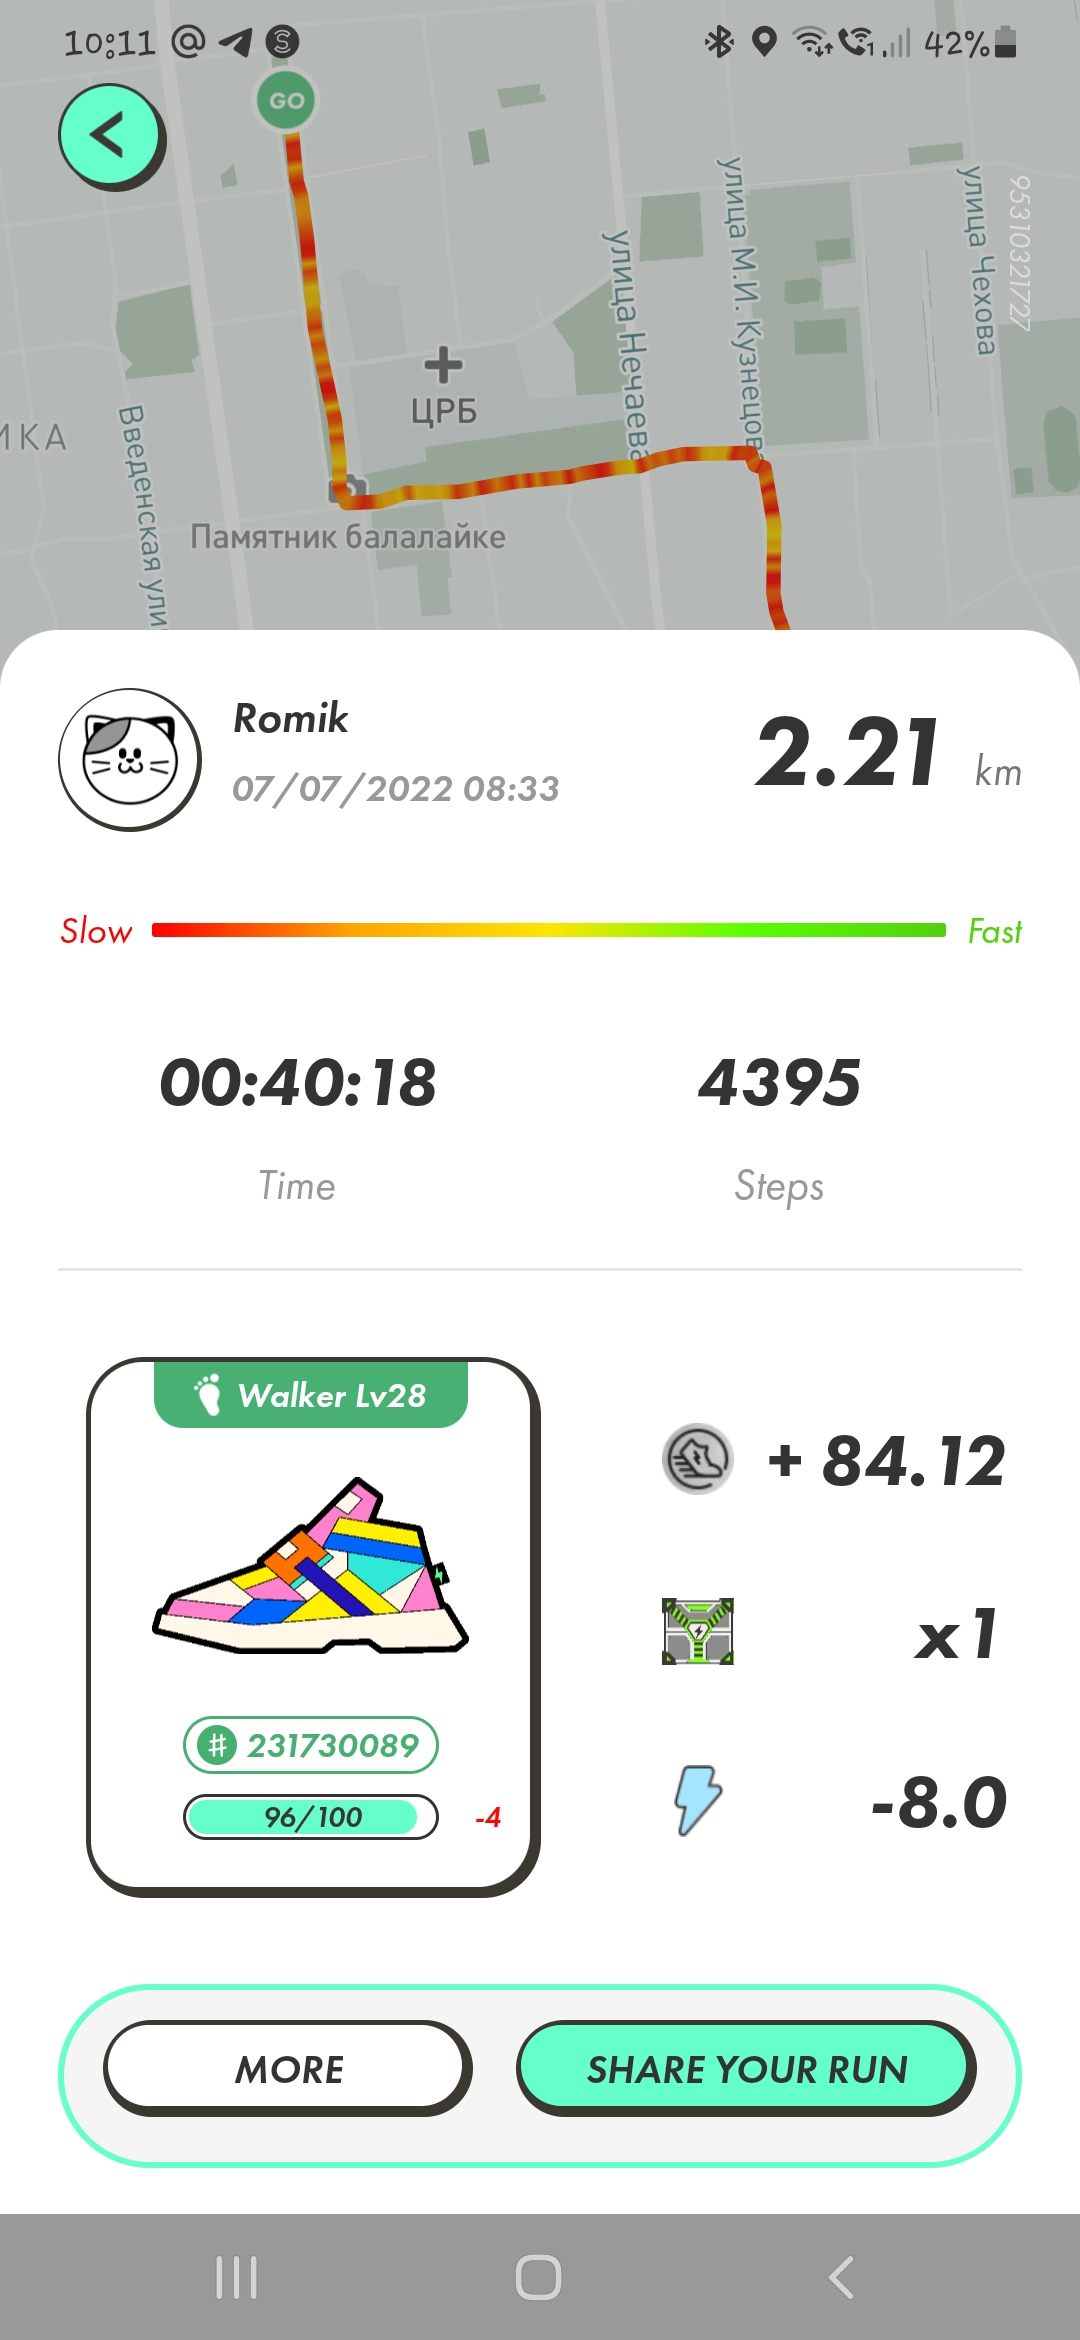 10:11
42%
GO
улица Нечаева
улица М.И. Кузнецова
улица Чехова
95310321727
ЦРБ
ИКА
Введенская ули
Памятник балалайке
Romik
07/07/2022 08:33
2.21 km
Slow
Fast
00:40:18
4395
Time
Steps
Walker Lv28
+ 84.12
x1
# 231730089
96/100
-4
-8.0
MORE
SHARE YOUR RUN